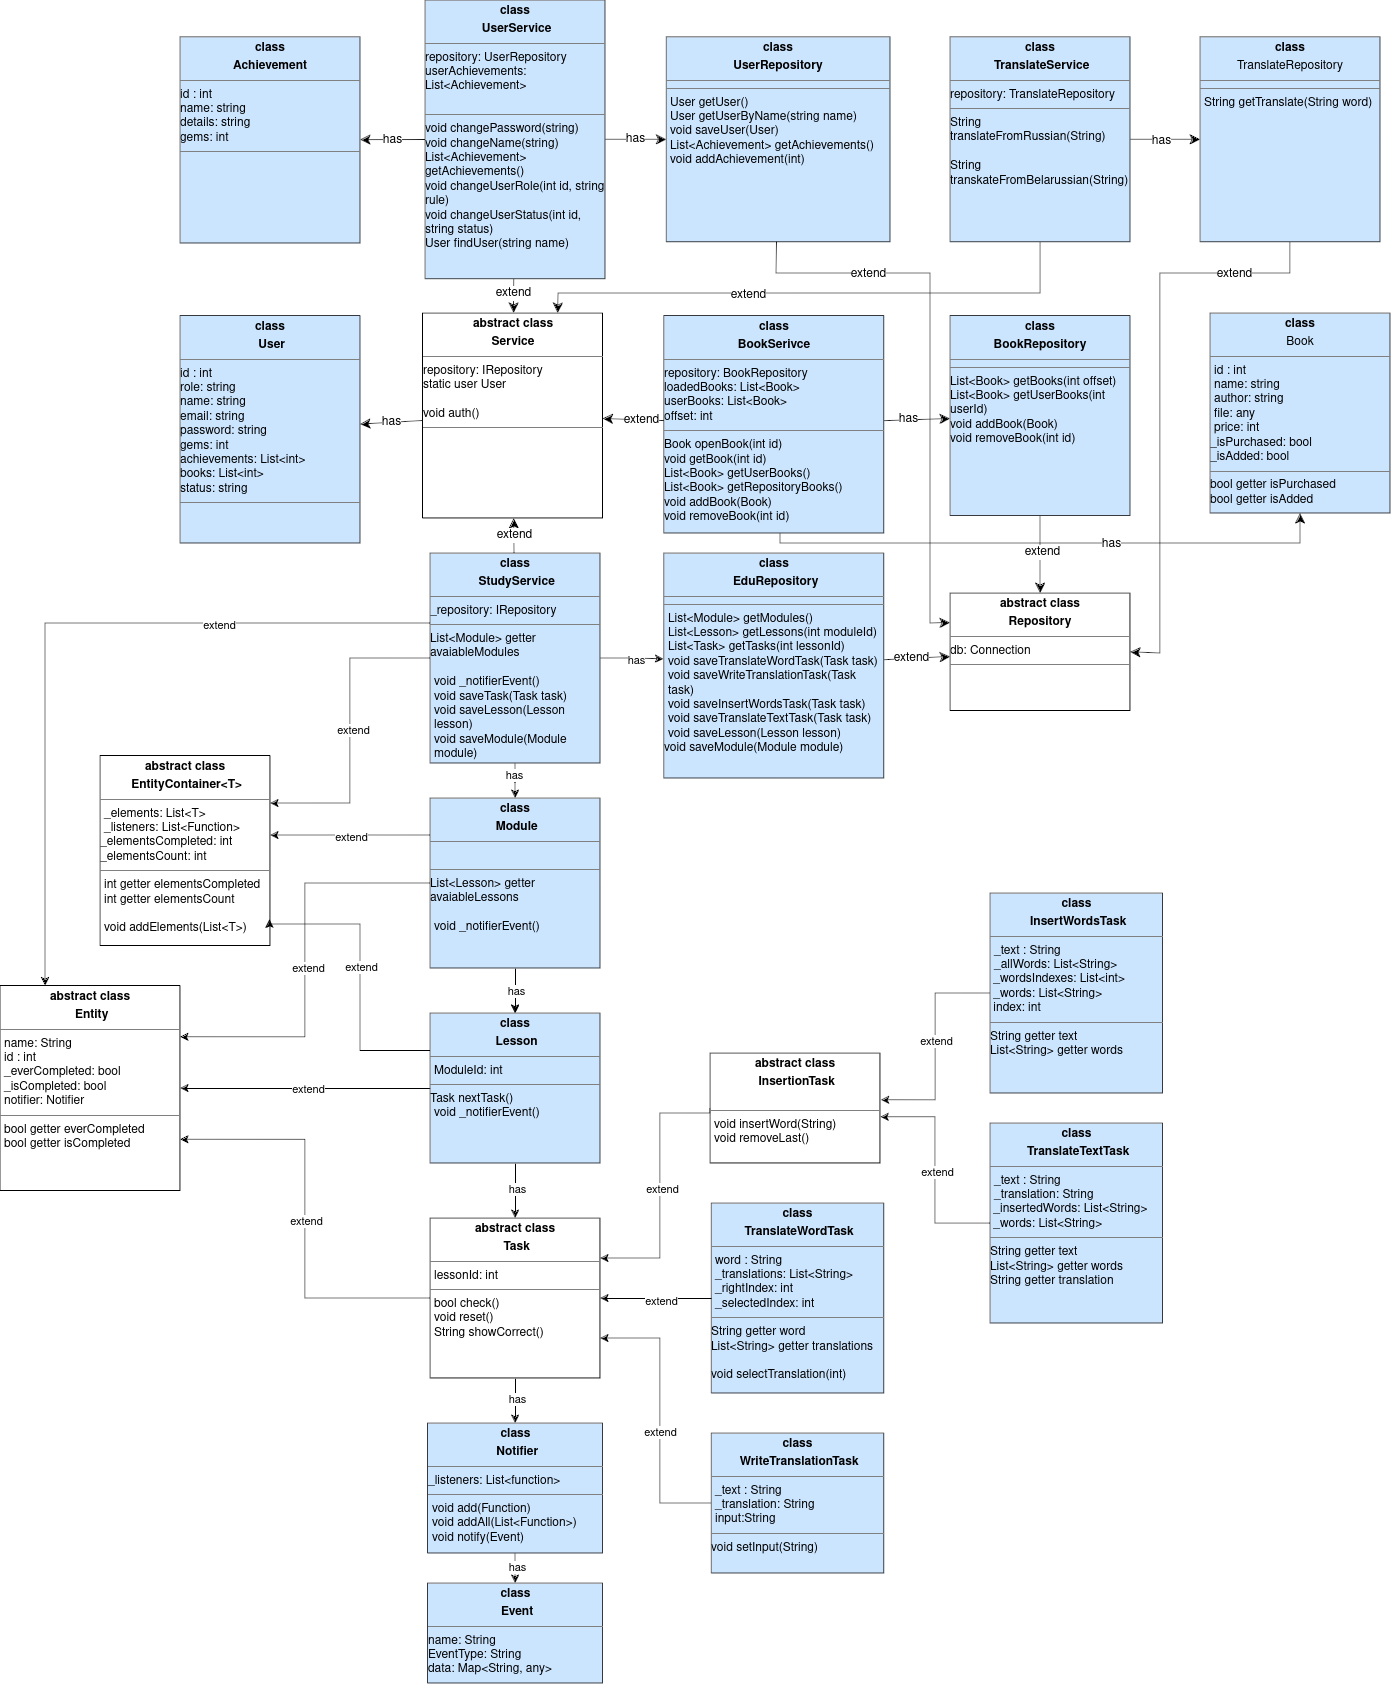 class
UserService
repository: UserRepository
userAchievements:
List<Achievement>
void changePassword(string)
void changeName(string)
List<Achievement>
getAchievements()
void changeUserRole(int id, string
rule)
void changeUserStatus(int id,
string status)
User findUser(string name)
class
Achievement
id : int
name: string
details: string
gems: int
has
has
class
UserRepository
User getUser()
User getUserByName(string name)
void saveUser(User)
List<Achievement> getAchievements()
void addAchievement(int)
class
TranslateService
repository: TranslateRepository
String
translateFromRussian(String)
String
transkateFromBelarussian(String)
has
class
TranslateRepository
String getTranslate(String word)
extend
extend
extend
extend
class
User
id : int
role: string
name: string
email: string
password: string
gems: int
achievements: List<int>
books: List<int>
status: string
has
abstract class
Service
repository: IRepository
static user User
void auth()
extend
class
BookSerivce
repository: BookRepository
loadedBooks: List<Book>
userBooks: List<Book>
offset: int
Book openBook(int id)
void getBook(int id)
List<Book> getUserBooks()
List<Book> getRepositoryBooks()
void addBook(Book)
void removeBook(int id)
has
class
BookRepository
List<Book> getBooks(int offset)
List<Book> getUserBooks(int
userId)
void addBook(Book)
void removeBook(int id)
class
Book
id : int
name: string
author: string
file: any
price: int
_isPurchased: bool
_isAdded: bool
bool getter isPurchased
bool getter isAdded
extend
has
extend
class
StudyService
_repository: IRepository
List<Module> getter
avaiableModules
void _notifierEvent()
void saveTask(Task task)
void saveLesson(Lesson
lesson)
void saveModule(Module
module)
has
class
EduRepository
List<Module> getModules()
List<Lesson> getLessons(int moduleId)
List<Task> getTasks(int lessonId)
void saveTranslateWordTask(Task task)
void saveWriteTranslationTask(Task
task)
void saveInsertWordsTask(Task task)
void saveTranslateTextTask(Task task)
void saveLesson(Lesson lesson)
void saveModule(Module module)
extend
abstract class
Repository
db: Connection
extend
extend
has
abstract class
EntityContainer<T>
_elements: List<T>
_listeners: List<Function>
_elementsCompleted: int
_elementsCount: int
int getter elementsCompleted
int getter elementsCount
void addElements(List<T>)
extend
class
Module
List<Lesson> getter
avaiableLessons
void _notifierEvent()
extend
extend
has
abstract class
Entity
name: String
id : int
_everCompleted: bool
_isCompleted: bool
notifier: Notifier
bool getter everCompleted
bool getter isCompleted
extend
class
Lesson
ModuleId: int
Task nextTask()
void _notifierEvent()
has
extend
abstract class
Task
lessonId: int
bool check()
void reset()
String showCorrect()
has
abstract class
InsertionTask
void insertWord(String)
void removeLast()
extend
class
InsertWordsTask
_text : String
_allWords: List<String>
_wordsIndexes: List<int>
_words: List<String>
index: int
String getter text
List<String> getter words
extend
class
TranslateTextTask
_text : String
_translation: String
_insertedWords: List<String>
_words: List<String>
String getter text
List<String> getter words
String getter translation
extend
class
TranslateWordTask
word : String
_translations: List<String>
_rightIndex: int
_selectedIndex: int
String getter word
List<String> getter translations
void selectTranslation(int)
extend
extend
class
WriteTranslationTask
_text : String
_translation: String
input:String
void setInput(String)
class
Notifier
_listeners: List<function>
void add(Function)
void addAll(List<Function>)
void notify(Event)
has
class
Event
name: String
EventType: String
data: Map<String, any>